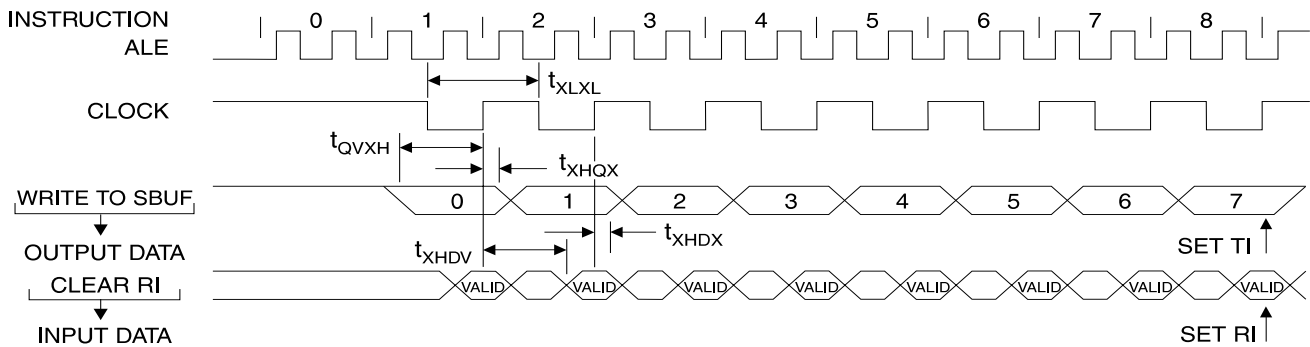 INSTRUCTION 0 1 2 3 4 5 6 7 8
ALE
tXLXL
CLOCK
tQVXH
tXHQX
WRITE TO SBUF
0 1 2 3 4 5 6 7
tXHDX
OUTPUT DATA
SET TI
tXHDV
CLEAR RI
VALID VALID VALID VALID VALID VALID VALID VALID
INPUT DATA
SET RI